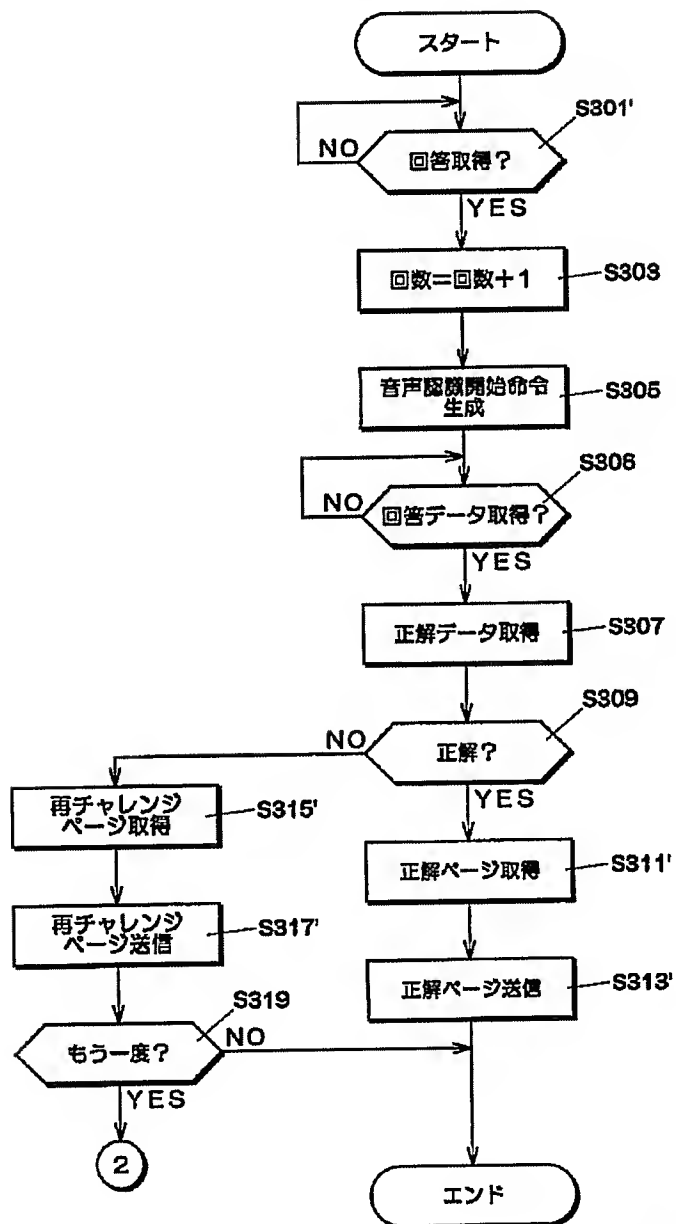 スタート
S301'
NO
回答取得?
YES
回数=回数+1
S303
音声認識開始命令
生成
S305
S306
NO
回答データ取得?
YES
正解データ取得
S307
S309
NO
正解?
YES
再チャレンジ
ページ取得
S315'
正解ページ取得
S311'
再チャレンジ
ページ送信
S317'
正解ページ送信
S313'
S319
もう一度?
NO
YES
2
エンド